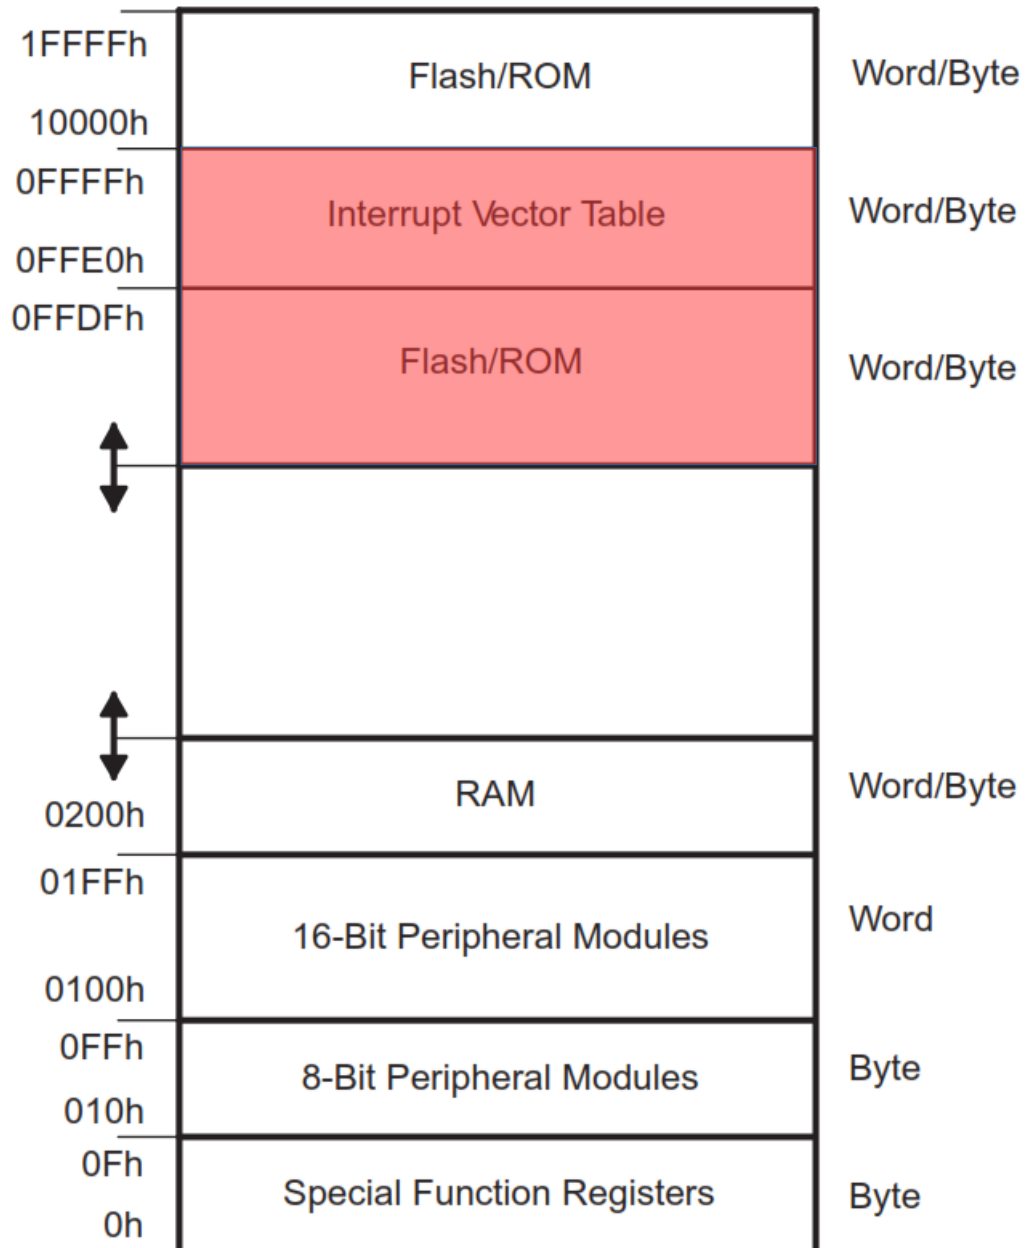 1FFFFh
Flash/ROM
Word/Byte
10000h
0FFFFh
Interrupt Vector Table
Word/Byte
0FFE0h
0FFDFh
Flash/ROM
Word/Byte
RAM
Word/Byte
0200h
01FFh
16-Bit Peripheral Modules
Word
0100h
0FFh
8-Bit Peripheral Modules
Byte
010h
0Fh
Special Function Registers
Byte
0h